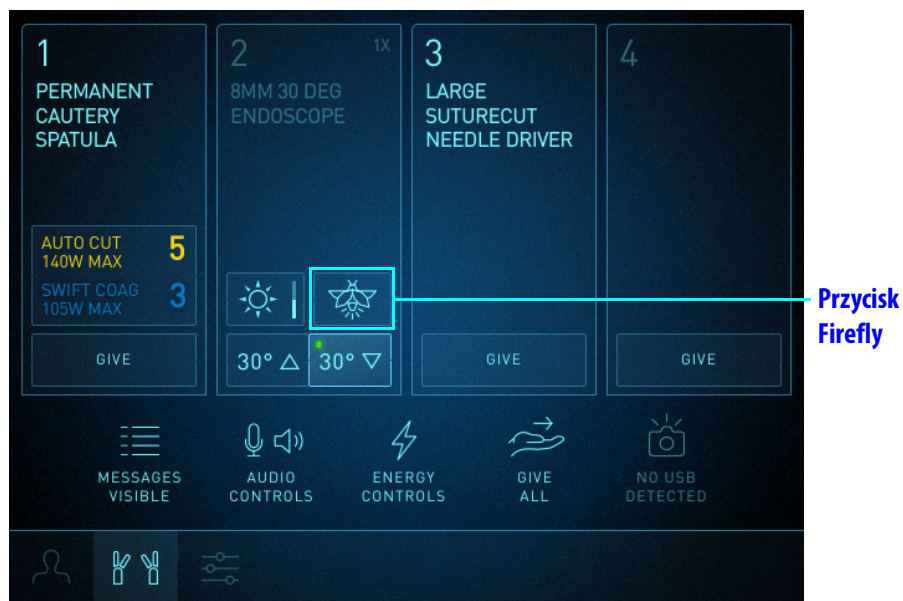 1
PERMANENT
CAUTERY
SPATULA
AUTO CUT 5
140W MAX
SWIFT COAG 3
105W MAX
GIVE
2 1X
8MM 30 DEG
ENDOSCOPE
30° △ 30° ▽
3
LARGE
SUTURECUT
NEEDLE DRIVER
GIVE
4
GIVE
Przycisk
Firefly
MESSAGES
VISIBLE
AUDIO
CONTROLS
ENERGY
CONTROLS
GIVE
ALL
NO USB
DETECTED